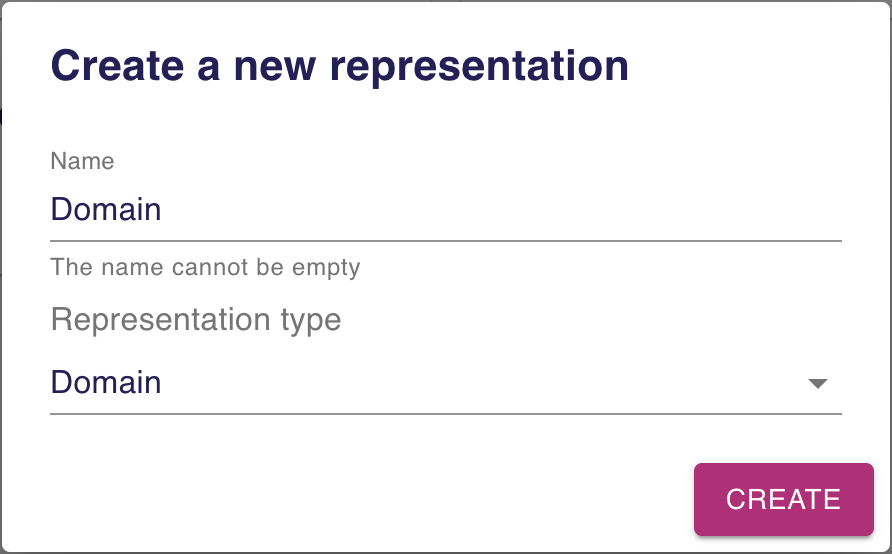 Create a new representation
Name
Domain
The name cannot be empty
Representation type
Domain
CREATE